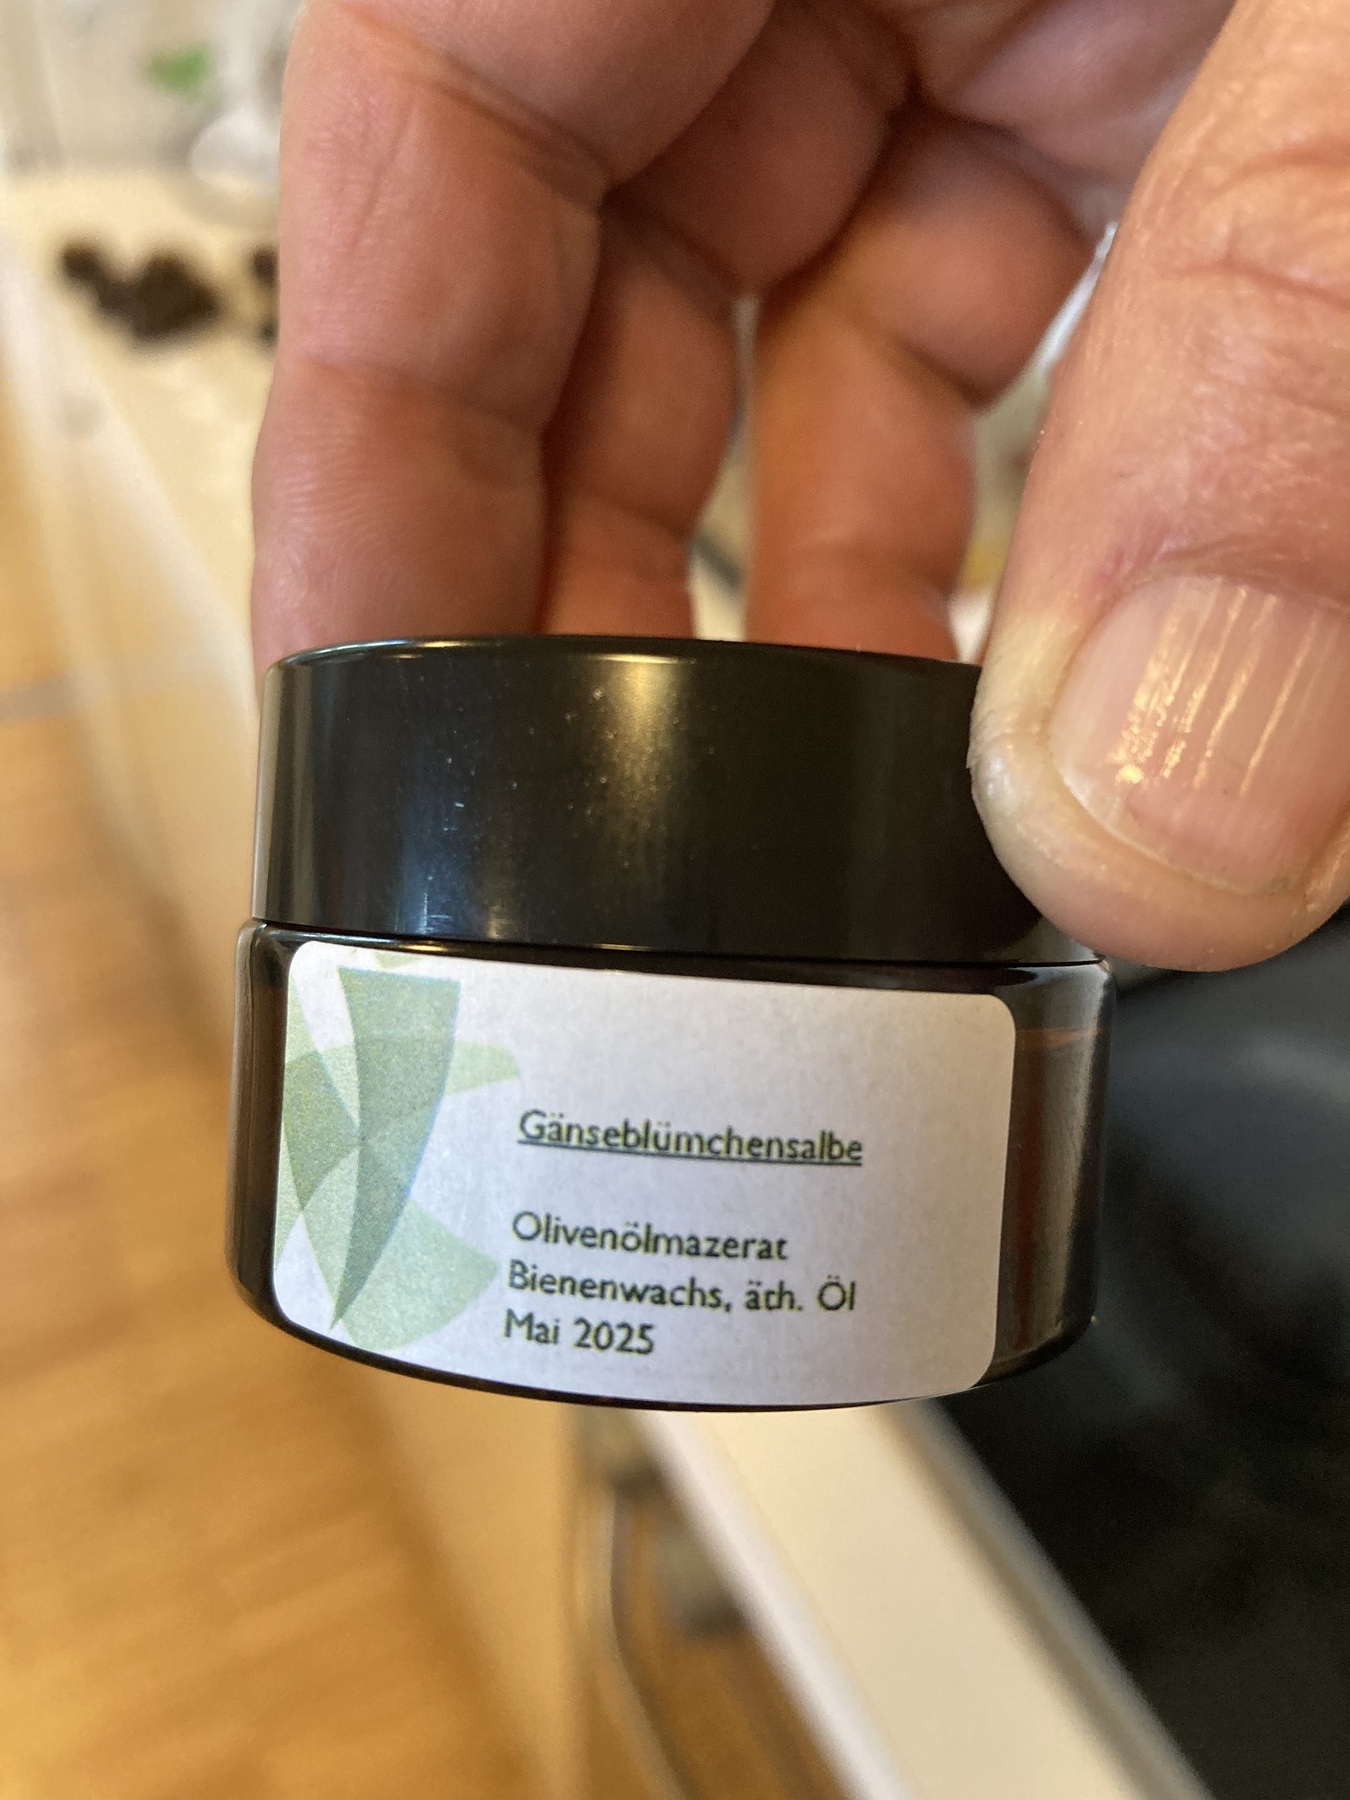 Gänseblümchensalbe
Olivenölmazerat
Bienenwachs, äth. Öl
Mai 2025